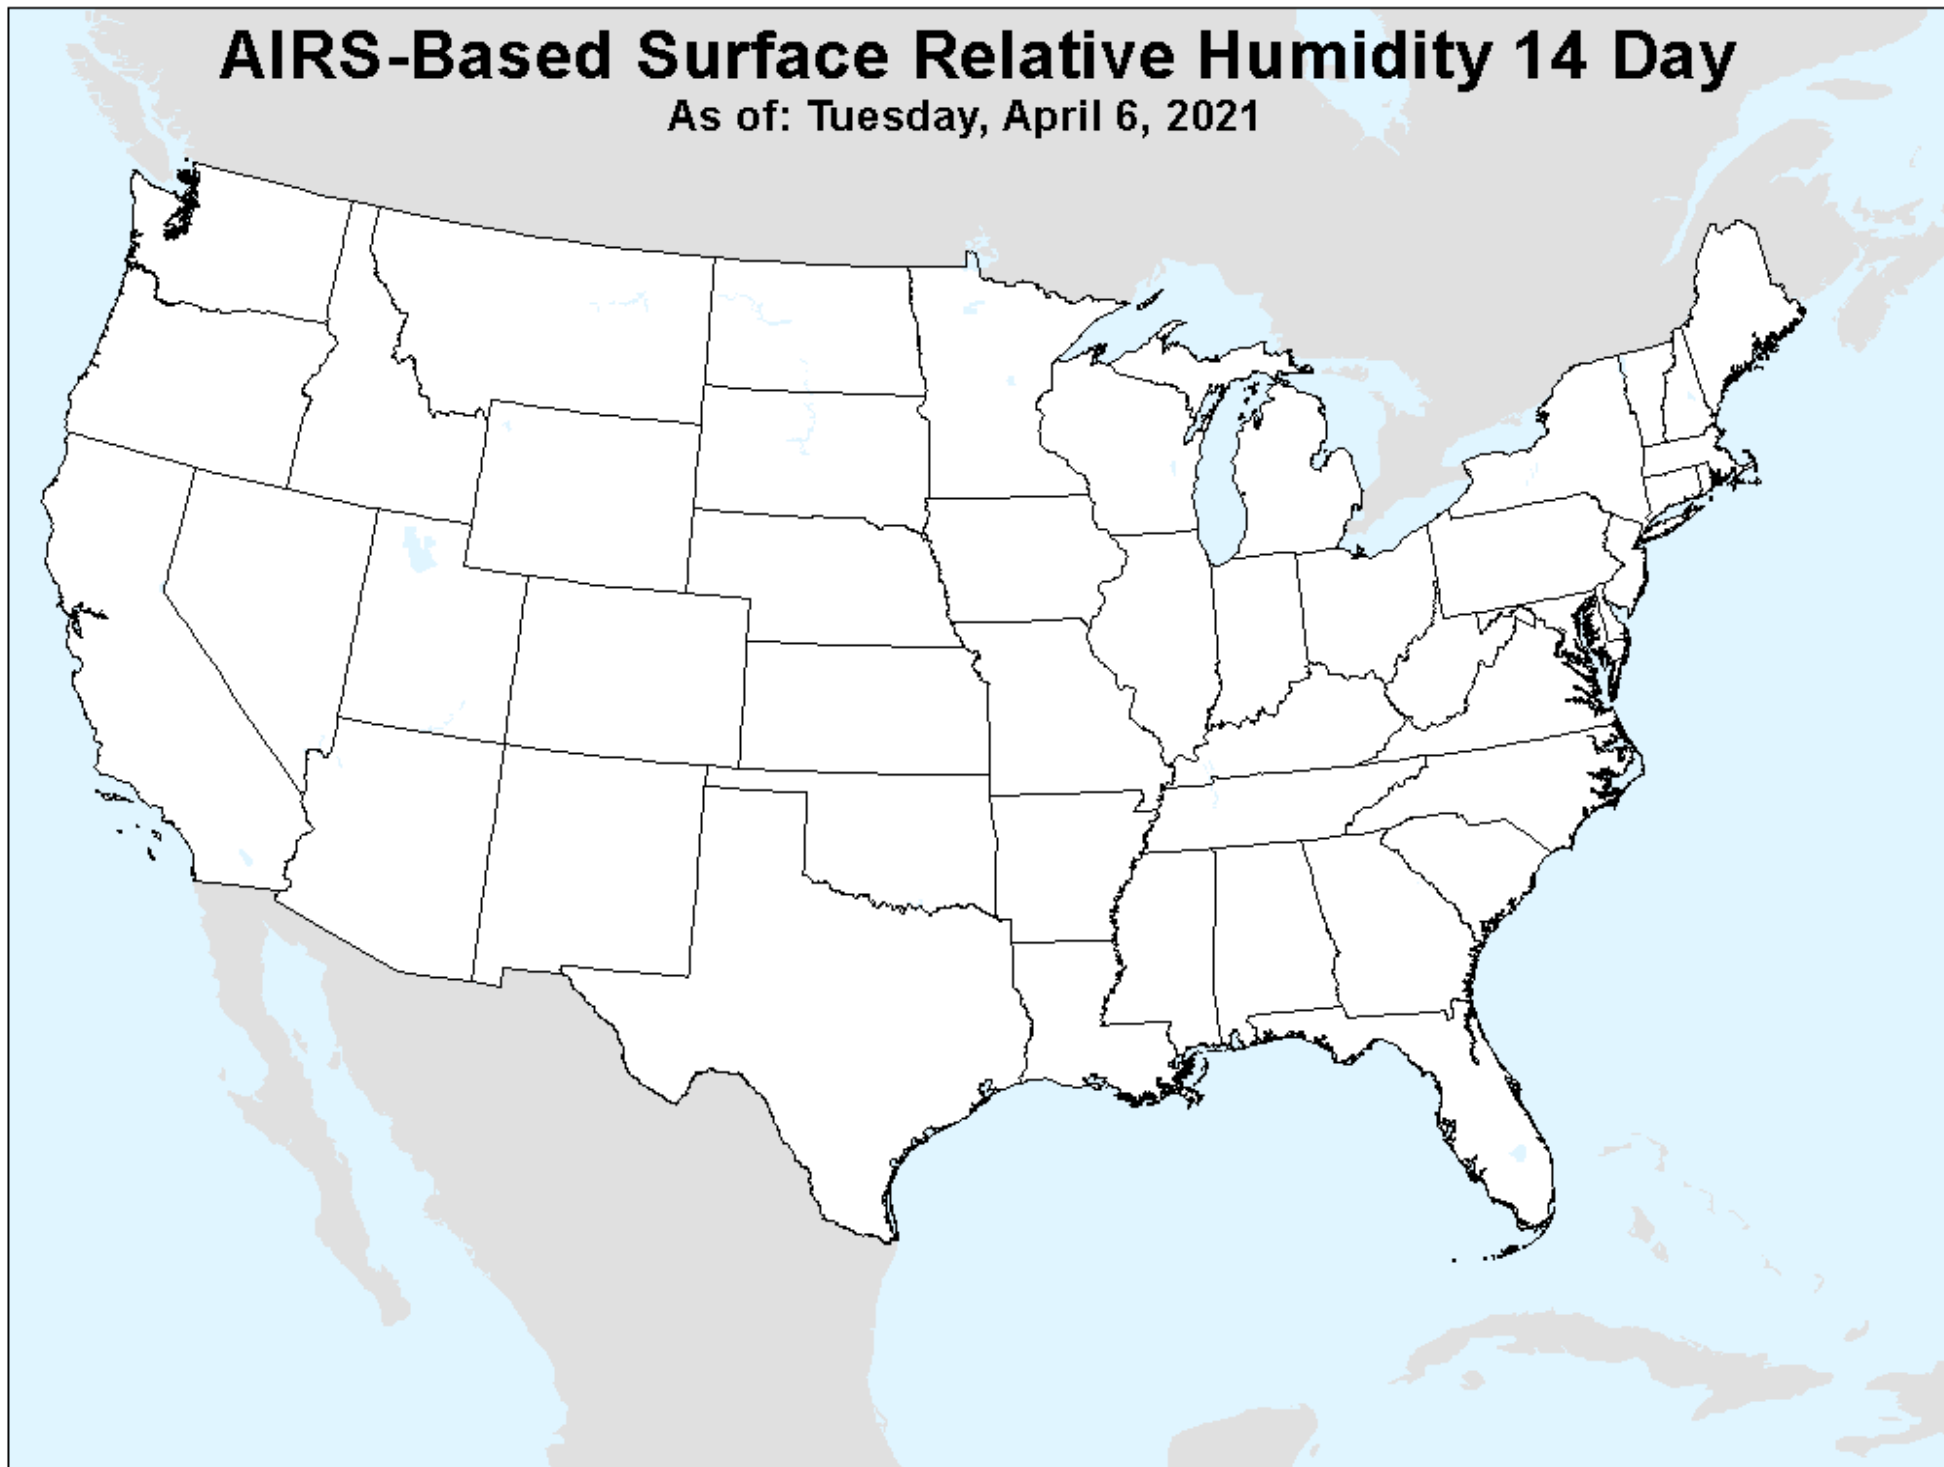 AIRS-Based Surface Relative Humidity 14 Day
As of: Tuesday, April 6, 2021